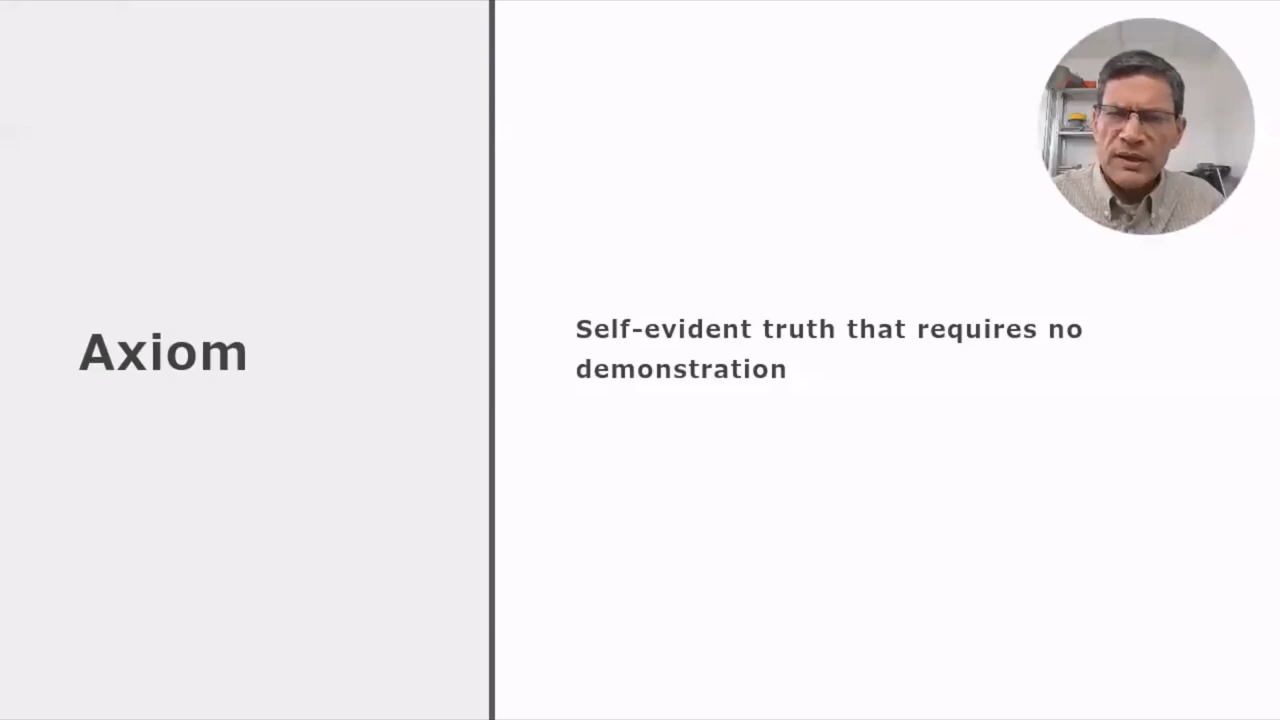 Axiom
Self-evident truth that requires no
demonstration